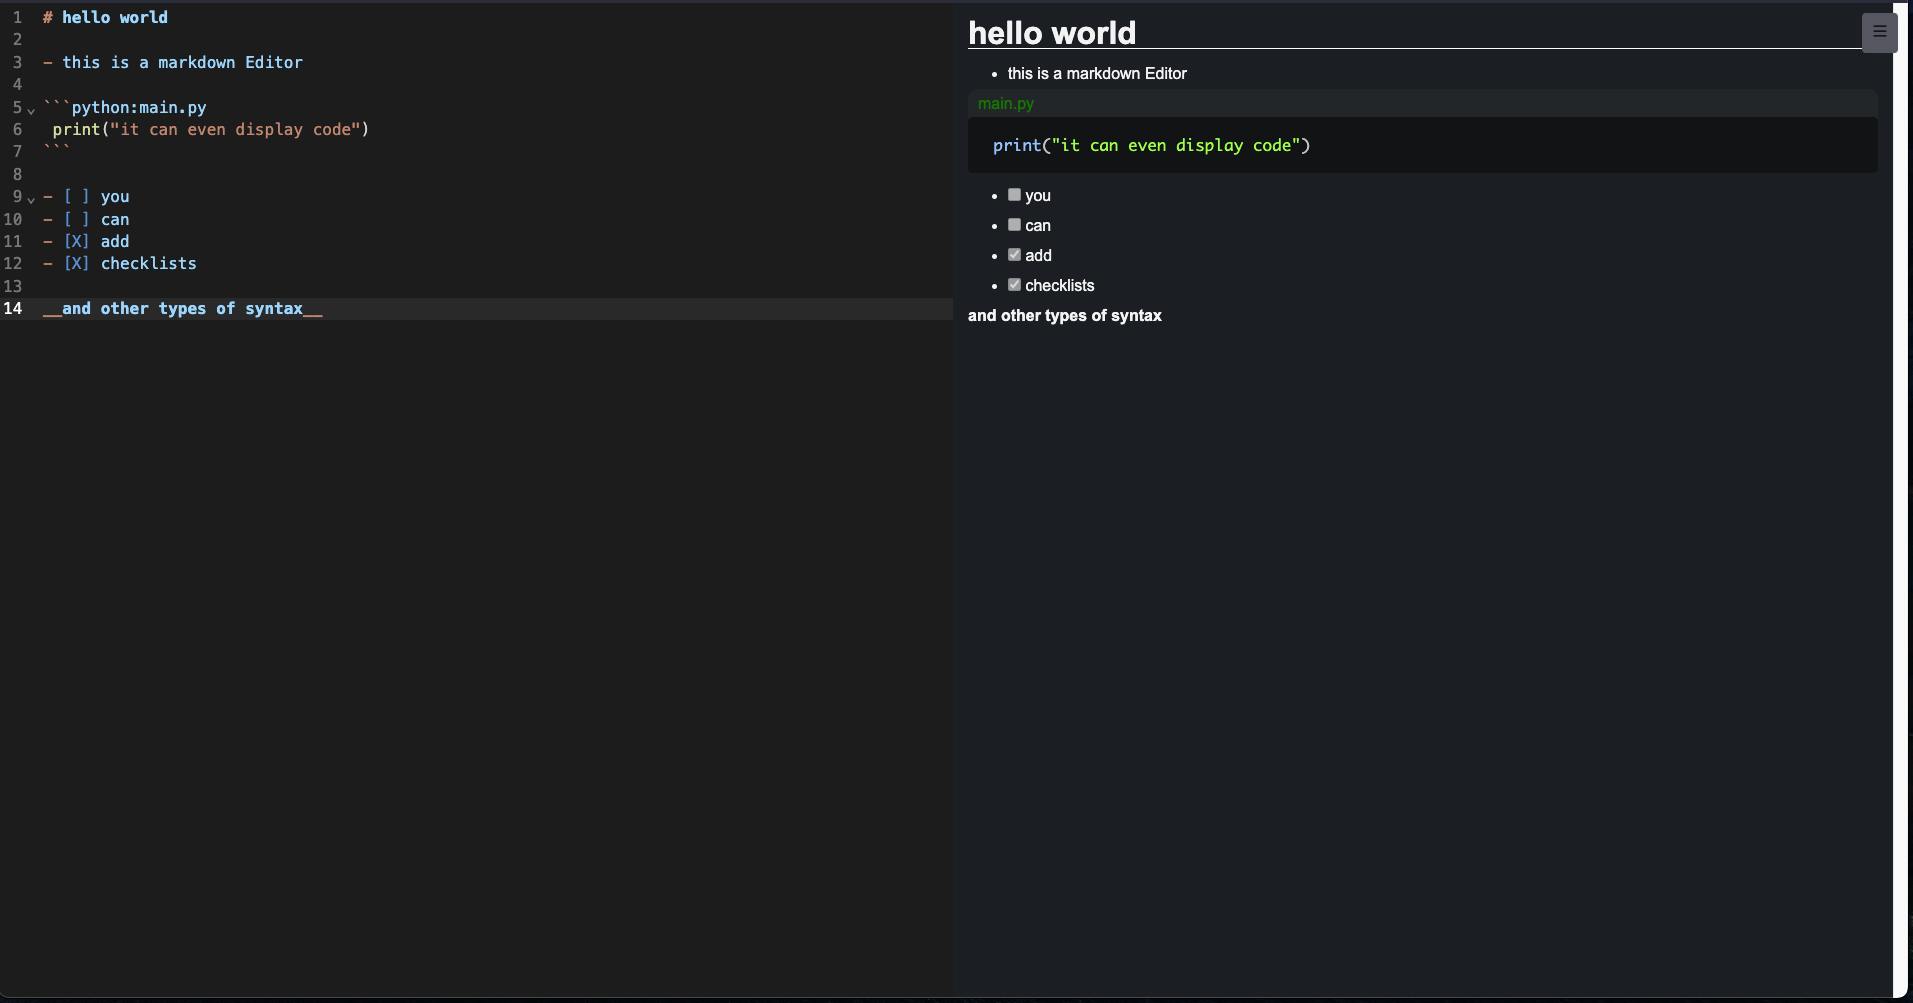 1 # hello world
2
3 - this is a markdown Editor
4
5 ```python:main.py
6 print("it can even display code")
7 ```
8
9 - [ ] you
10 - [ ] can
11 - [X] add
12 - [X] checklists
13
14 __and other types of syntax__
hello world
• this is a markdown Editor
main.py
print("it can even display code")
• you
• can
• add
• checklists
and other types of syntax